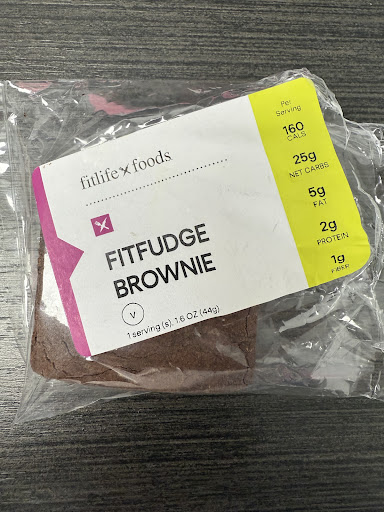 fitlife foods
FITFUDGE
BROWNIE
V
1 serving (s), 1.6 OZ (44g)
Per
Serving
160
CALS
25g
NET CARBS
5g
FAT
2g
PROTEIN
1g
FIBER